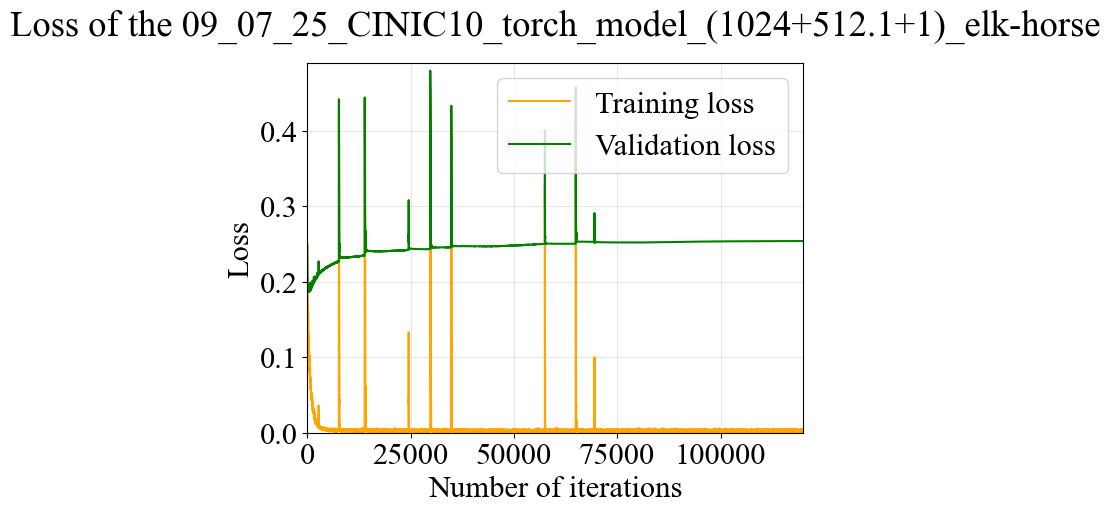 Loss of the 09_07_25_CINIC10_torch_model_(1024+512.1+1)_elk-horse
Training loss
Validation loss
Loss
0.4
0.3
0.2
0.1
0.0
0 25000 50000 75000 100000
Number of iterations